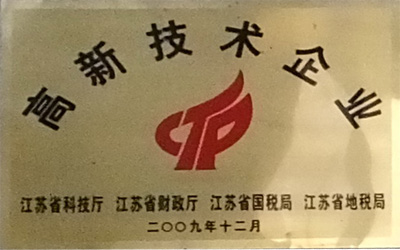 高新技术企业
CTP
江苏省科技厅 江苏省财政厅 江苏省国税局 江苏省地税局
二〇〇九年十二月